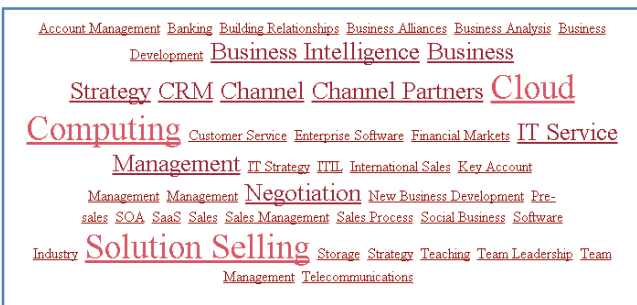 Account Management Banking Building Relationships Business Alliances Business Analysis Business
Development Business Intelligence Business
Strategy CRM Channel Channel Partners Cloud
Computing Customer Service Enterprise Software Financial Markets IT Service
Management IT Strategy ITIL International Sales Key Account
Management Management Negotiation New Business Development Pre-
sales SOA SaaS Sales Sales Management Sales Process Social Business Software
Industry Solution Selling Storage Strategy Teaching Team Leadership Team
Management Telecommunications